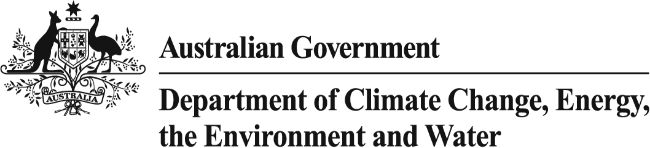 AUSTRALIA
Australian Government
Department of Climate Change, Energy,
the Environment and Water